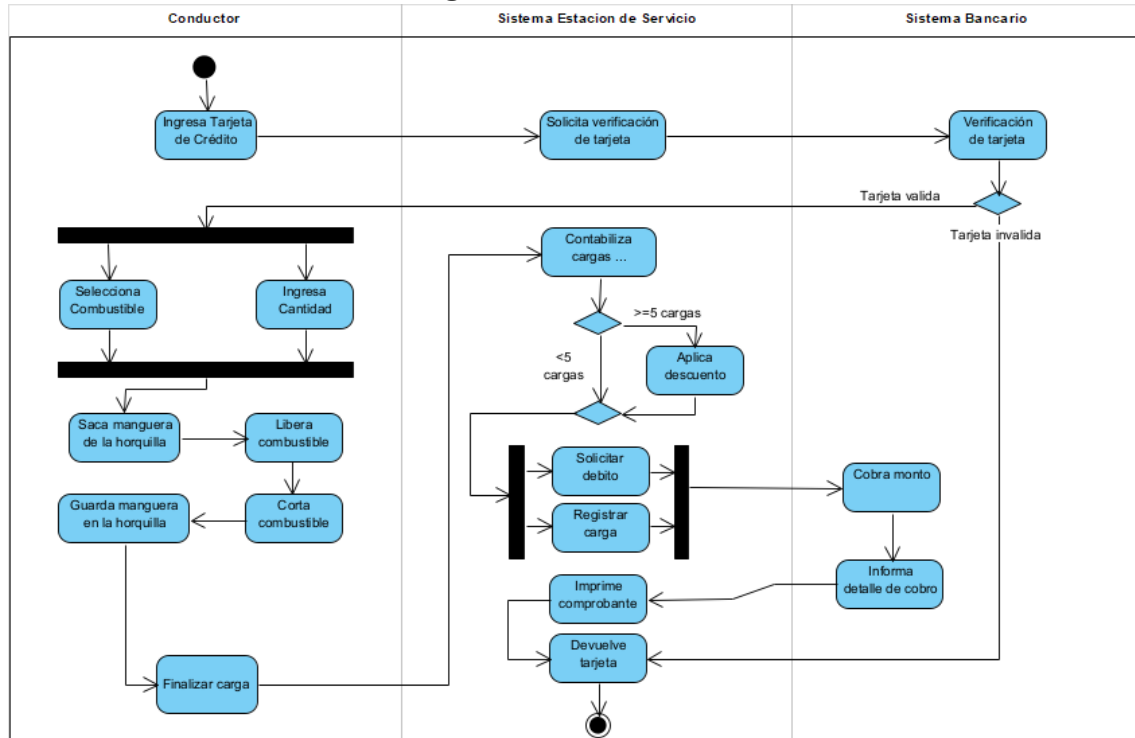 Conductor
Sistema Estacion de Servicio
Sistema Bancario
Ingresa Tarjeta
de Crédito
Solicita verificación
de tarjeta
Verificación
de tarjeta
Tarjeta valida
Tarjeta invalida
Contabiliza
cargas ...
Selecciona
Combustible
Ingresa
Cantidad
>=5 cargas
<5
cargas
Aplica
descuento
Saca manguera
de la horquilla
Libera
combustible
Solicitar
debito
Cobra monto
Guarda manguera
en la horquilla
Corta
combustible
Registrar
carga
Informa
detalle de cobro
Imprime
comprobante
Devuelve
tarjeta
Finalizar carga